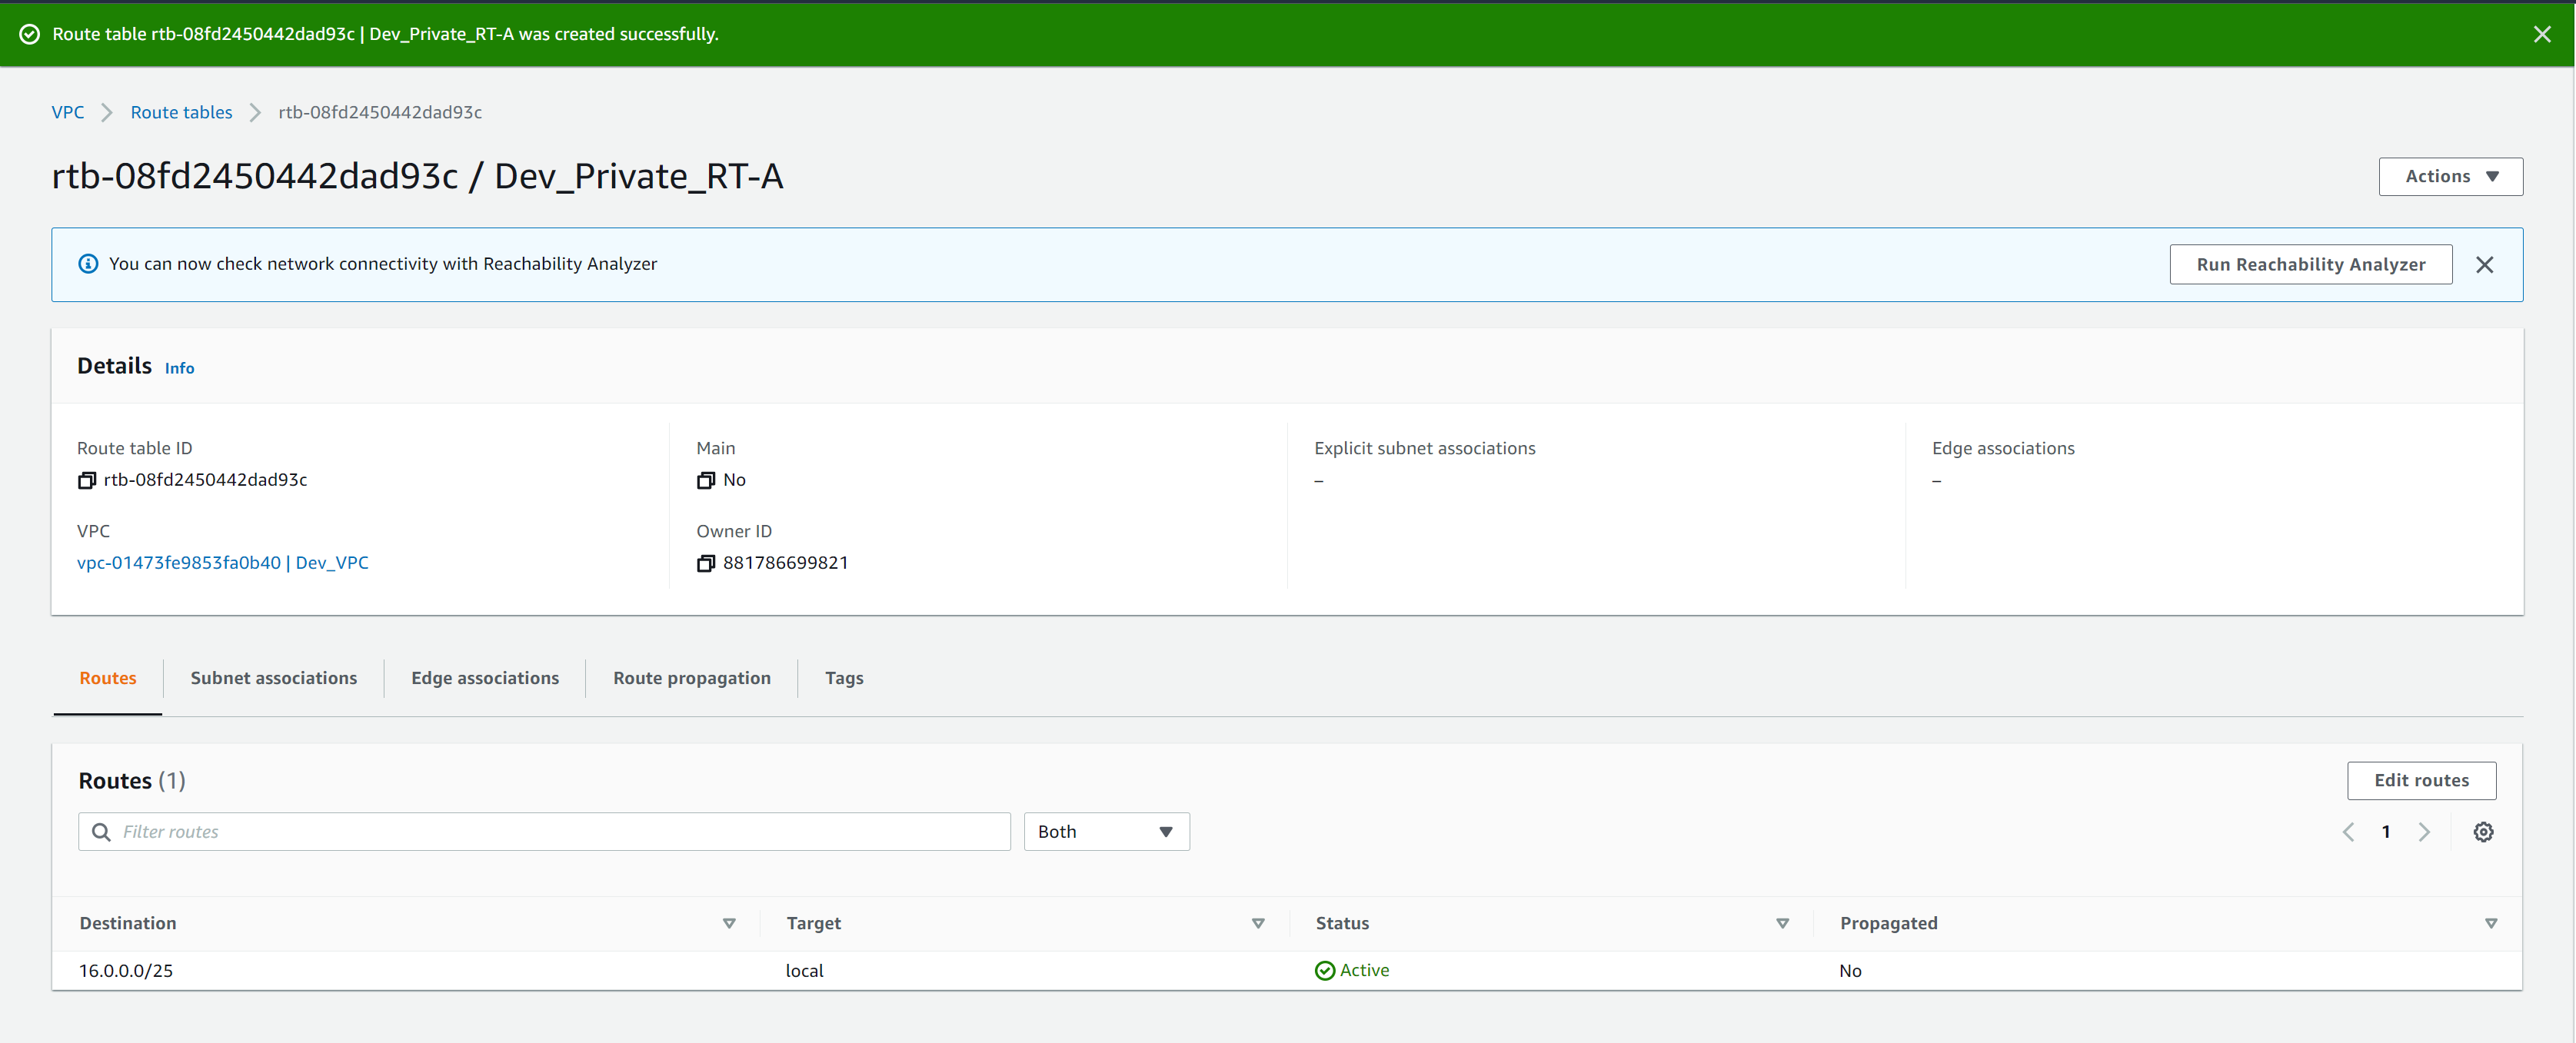 Route table rtb-08fd2450442dad93c | Dev_Private_RT-A was created successfully.
VPC
Route tables
rtb-08fd2450442dad93c
rtb-08fd2450442dad93c / Dev_Private_RT-A
Actions
You can now check network connectivity with Reachability Analyzer
Run Reachability Analyzer
Details Info
Route table ID
rtb-08fd2450442dad93c
Main
No
Explicit subnet associations
–
Edge associations
–
VPC
vpc-01473fe9853fa0b40 | Dev_VPC
Owner ID
881786699821
Routes
Subnet associations
Edge associations
Route propagation
Tags
Routes (1)
Edit routes
Filter routes
Both
1
Destination
Target
Status
Propagated
16.0.0.0/25
local
Active
No